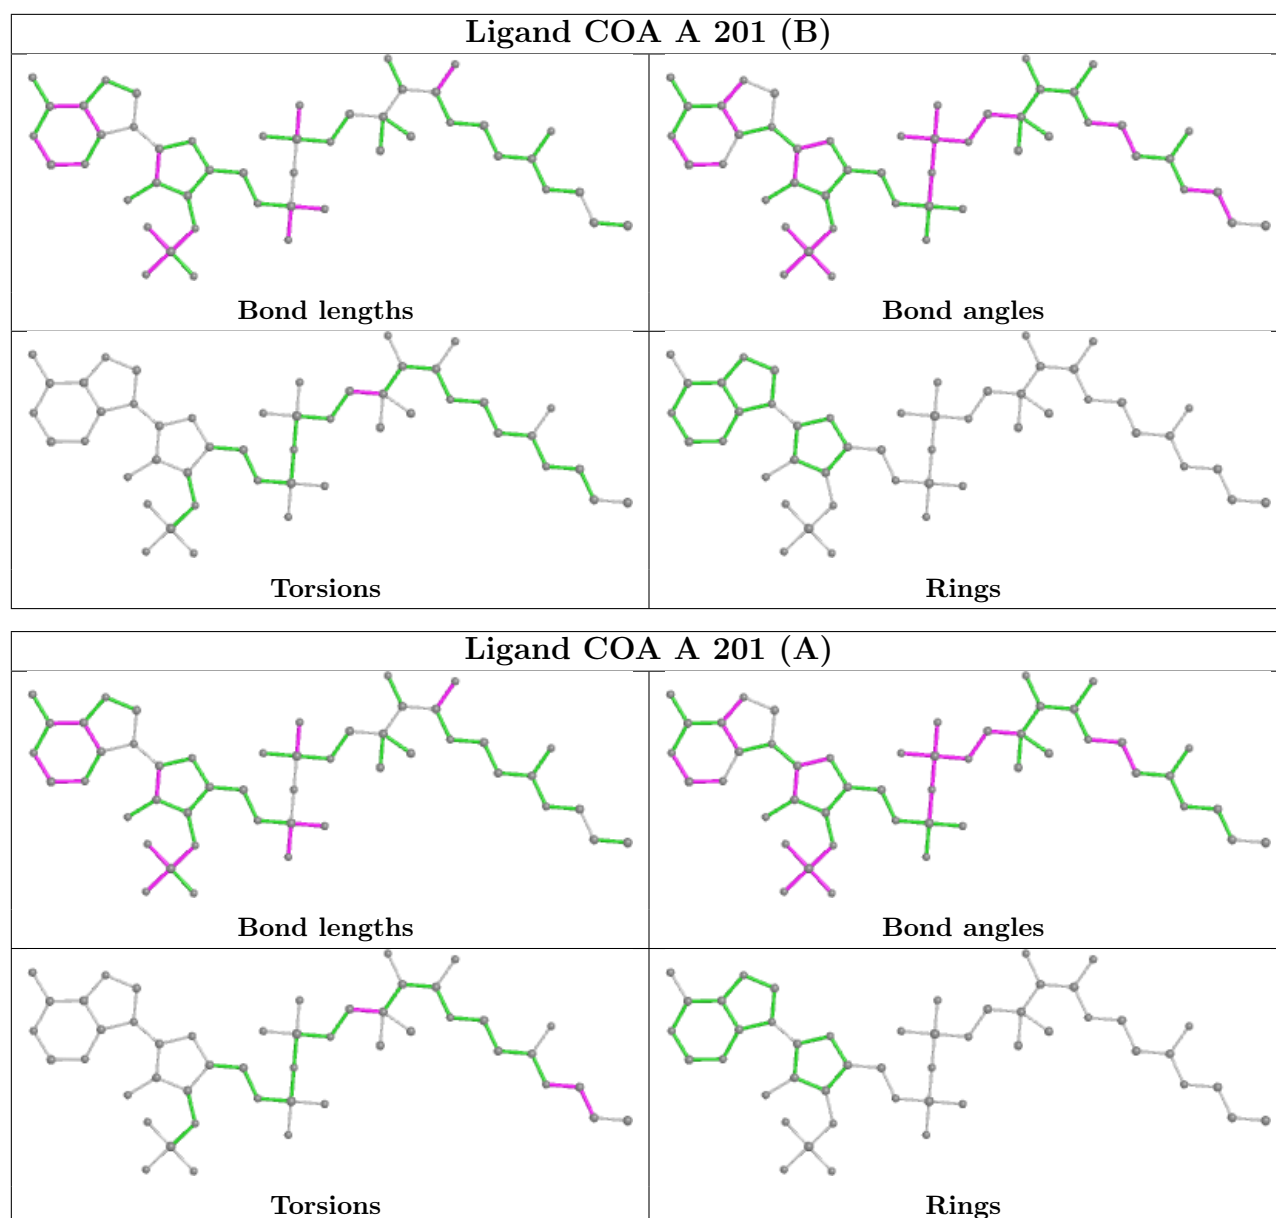 Ligand COA A 201 (B)
Bond lengths
Bond angles
Torsions
Rings
Ligand COA A 201 (A)
Bond lengths
Bond angles
Torsions
Rings